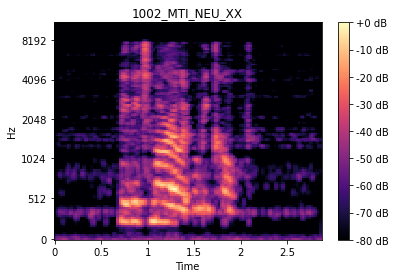 1002_MTI_NEU_XX
+0 dB
8192
-10 dB
4096
-20 dB
-30 dB
2048
Hz
-40 dB
1024
-50 dB
512
-60 dB
-70 dB
0
-80 dB
0 0.5 1 1.5 2 2.5
Time